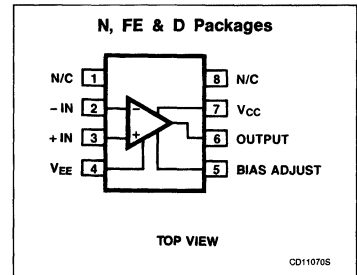 N, FE & D Packages
N/C 1 8 N/C
– IN 2 – 7 VCC
+ IN 3 + 6 OUTPUT
VEE 4 5 BIAS ADJUST
TOP VIEW
CD11070S